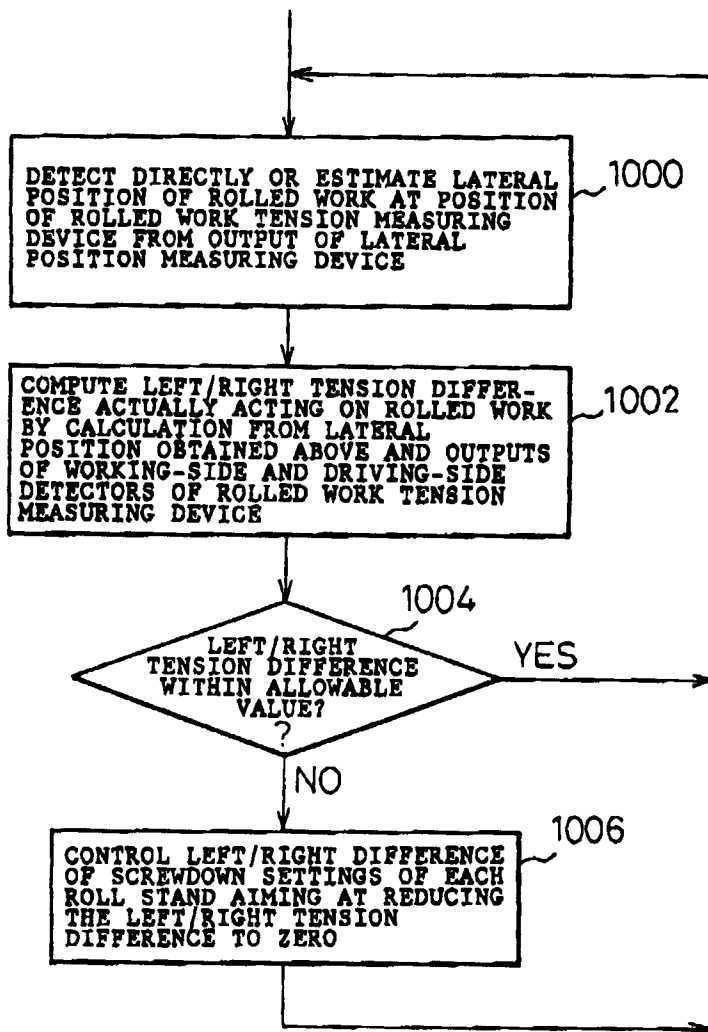 DETECT DIRECTLY OR ESTIMATE LATERAL
POSITION OF ROLLED WORK AT POSITION
OF ROLLED WORK TENSION MEASURING
DEVICE FROM OUTPUT OF LATERAL
POSITION MEASURING DEVICE
1000
COMPUTE LEFT/RIGHT TENSION DIFFER-
ENCE ACTUALLY ACTING ON ROLLED WORK
BY CALCULATION FROM LATERAL
POSITION OBTAINED ABOVE AND OUTPUTS
OF WORKING-SIDE AND DRIVING-SIDE
DETECTORS OF ROLLED WORK TENSION
MEASURING DEVICE
1002
1004
LEFT/RIGHT
TENSION DIFFERENCE
WITHIN ALLOWABLE
VALUE?
?
YES
NO
1006
CONTROL LEFT/RIGHT DIFFERENCE
OF SCREWDOWN SETTINGS OF EACH
ROLL STAND AIMING AT REDUCING
THE LEFT/RIGHT TENSION
DIFFERENCE TO ZERO